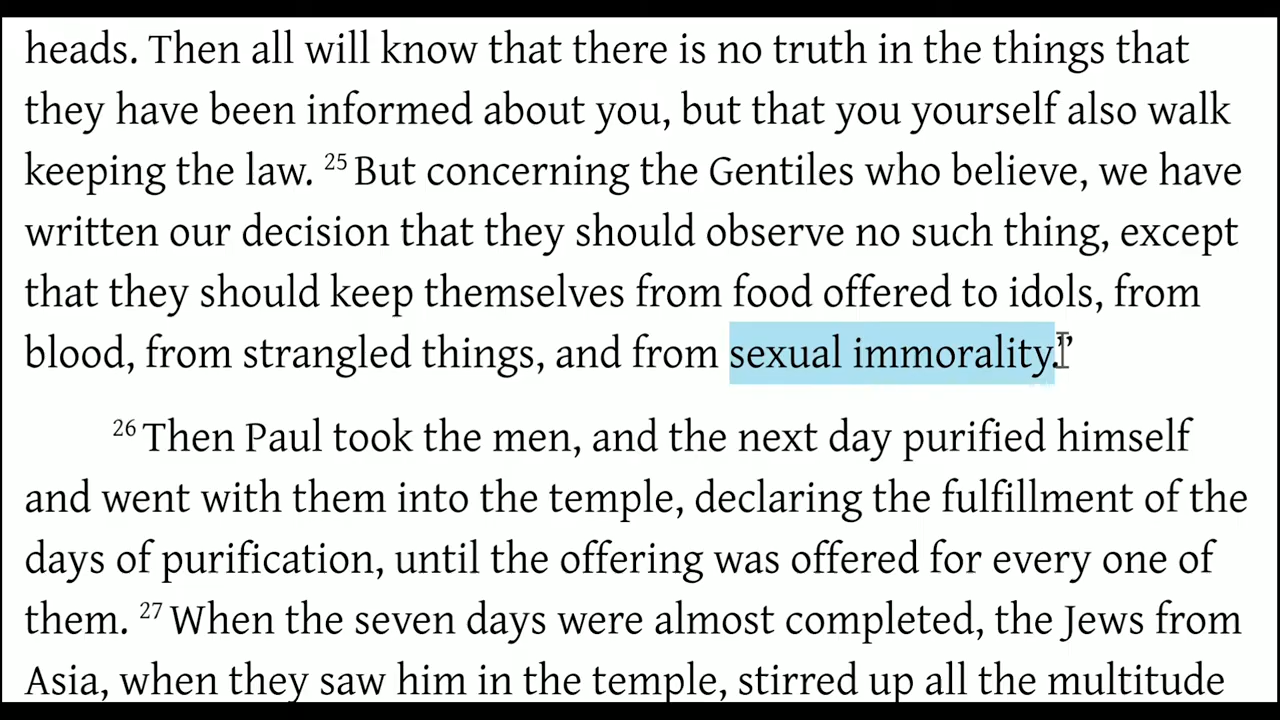 heads. Then all will know that there is no truth in the things that
they have been informed about you, but that you yourself also walk
keeping the law. 25 But concerning the Gentiles who believe, we have
written our decision that they should observe no such thing, except
that they should keep themselves from food offered to idols, from
blood, from strangled things, and from sexual immorality.”
26 Then Paul took the men, and the next day purified himself
and went with them into the temple, declaring the fulfillment of the
days of purification, until the offering was offered for every one of
them. 27 When the seven days were almost completed, the Jews from
Asia, when they saw him in the temple, stirred up all the multitude